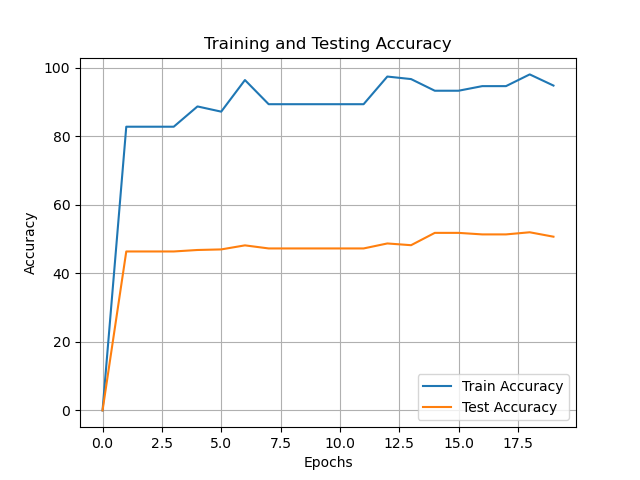 Training and Testing Accuracy
100
80
60
40
20
0
Accuracy
0.0 2.5 5.0 7.5 10.0 12.5 15.0 17.5
Epochs
Train Accuracy
Test Accuracy